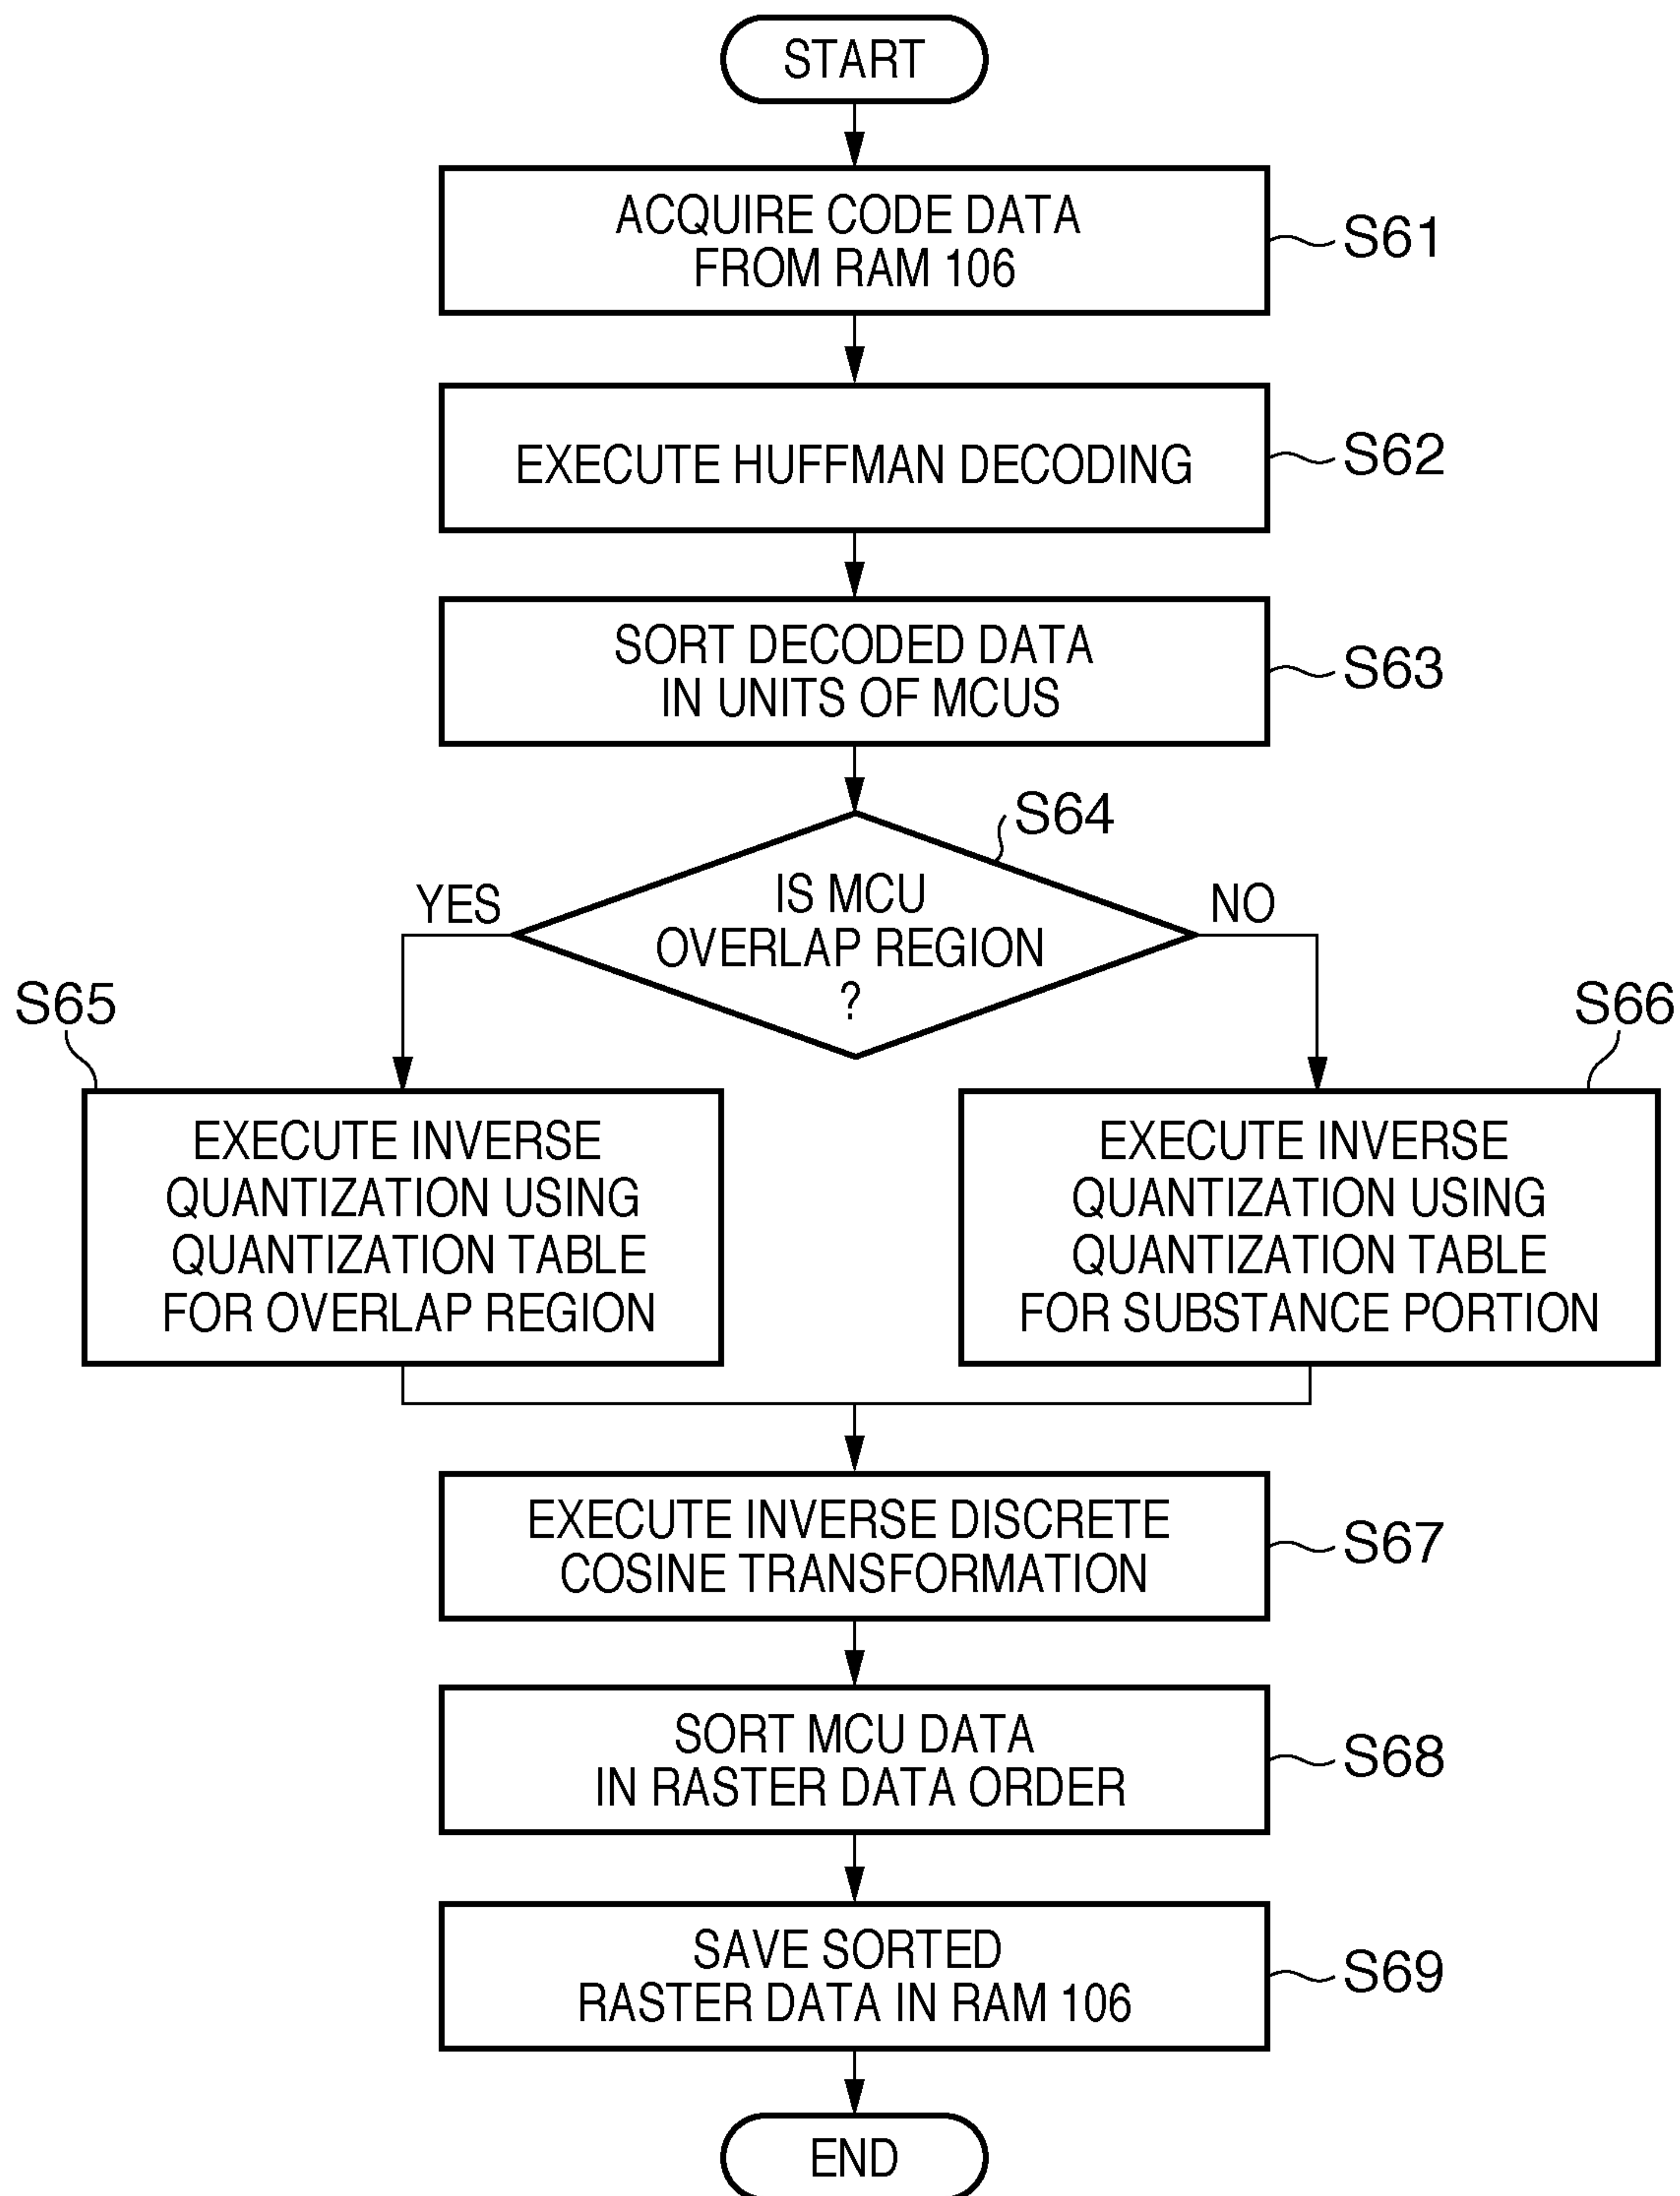 START
ACQUIRE CODE DATA
FROM RAM 106
S61
EXECUTE HUFFMAN DECODING
S62
SORT DECODED DATA
IN UNITS OF MCUS
S63
S64
IS MCU
OVERLAP REGION
?
YES
NO
S65
EXECUTE INVERSE
QUANTIZATION USING
QUANTIZATION TABLE
FOR OVERLAP REGION
S66
EXECUTE INVERSE
QUANTIZATION USING
QUANTIZATION TABLE
FOR SUBSTANCE PORTION
EXECUTE INVERSE DISCRETE
COSINE TRANSFORMATION
S67
SORT MCU DATA
IN RASTER DATA ORDER
S68
SAVE SORTED
RASTER DATA IN RAM 106
S69
END